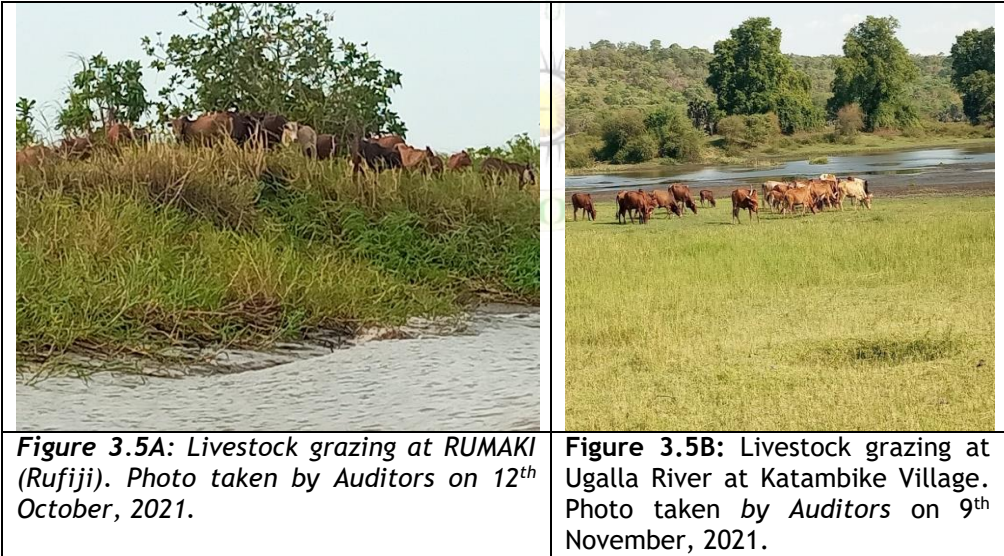 Figure 3.5A: Livestock grazing at RUMAKI
(Rufiji). Photo taken by Auditors on 12th
October, 2021.
Figure 3.5B: Livestock grazing at
Ugalla River at Katambike Village.
Photo taken by Auditors on 9th
November, 2021.